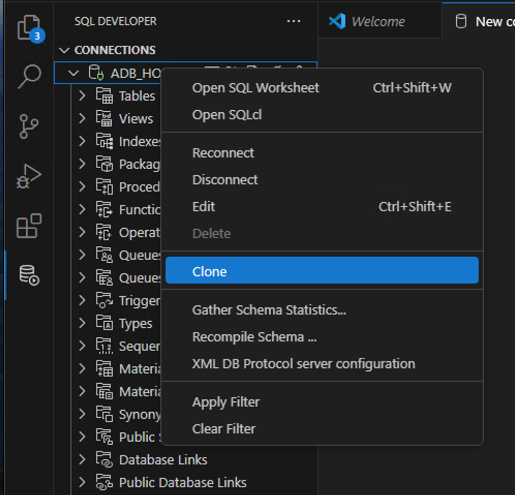 SQL DEVELOPER
...
Welcome
New co
3
CONNECTIONS
ADB_HO
Tables
Views
Indexes
Packag
Proced
Functio
Operat
Queues
Queues
Trigger
Types
Sequen
Materia
Materia
Synony
Public S
Database Links
Public Database Links
Open SQL Worksheet Ctrl+Shift+W
Open SQLcl
Reconnect
Disconnect
Edit Ctrl+Shift+E
Delete
Clone
Gather Schema Statistics...
Recompile Schema ...
XML DB Protocol server configuration
Apply Filter
Clear Filter